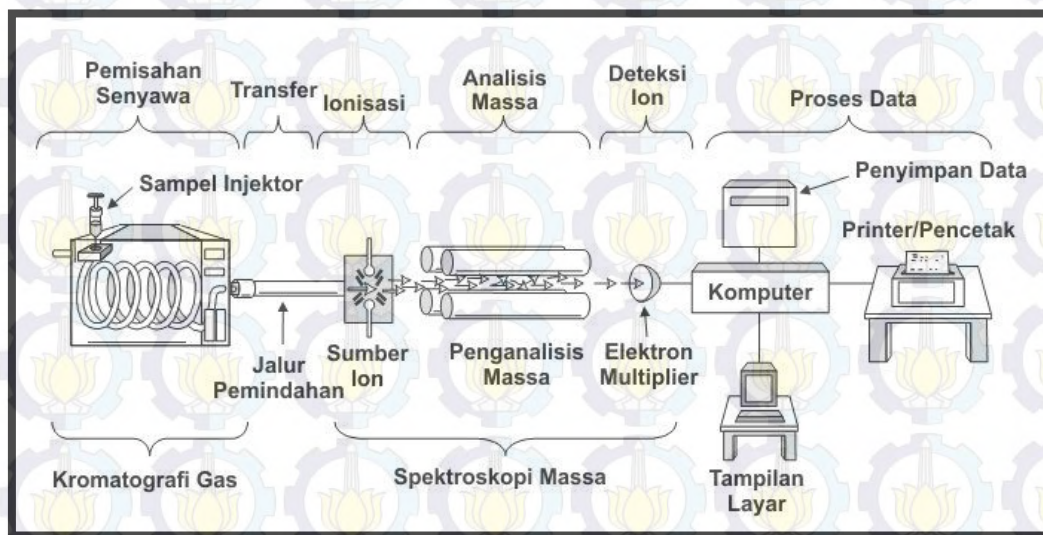 Pemisahan
Senyawa
Transfer
Ionisasi
Analisis
Massa
Deteksi
Ion
Proses Data
Sampel Injektor
Penyimpan Data
Printer/Pencetak
Komputer
Jalur
Pemindahan
Sumber
Ion
Penganalisis
Massa
Elektron
Multiplier
Kromatografi Gas
Spektroskopi Massa
Tampilan
Layar